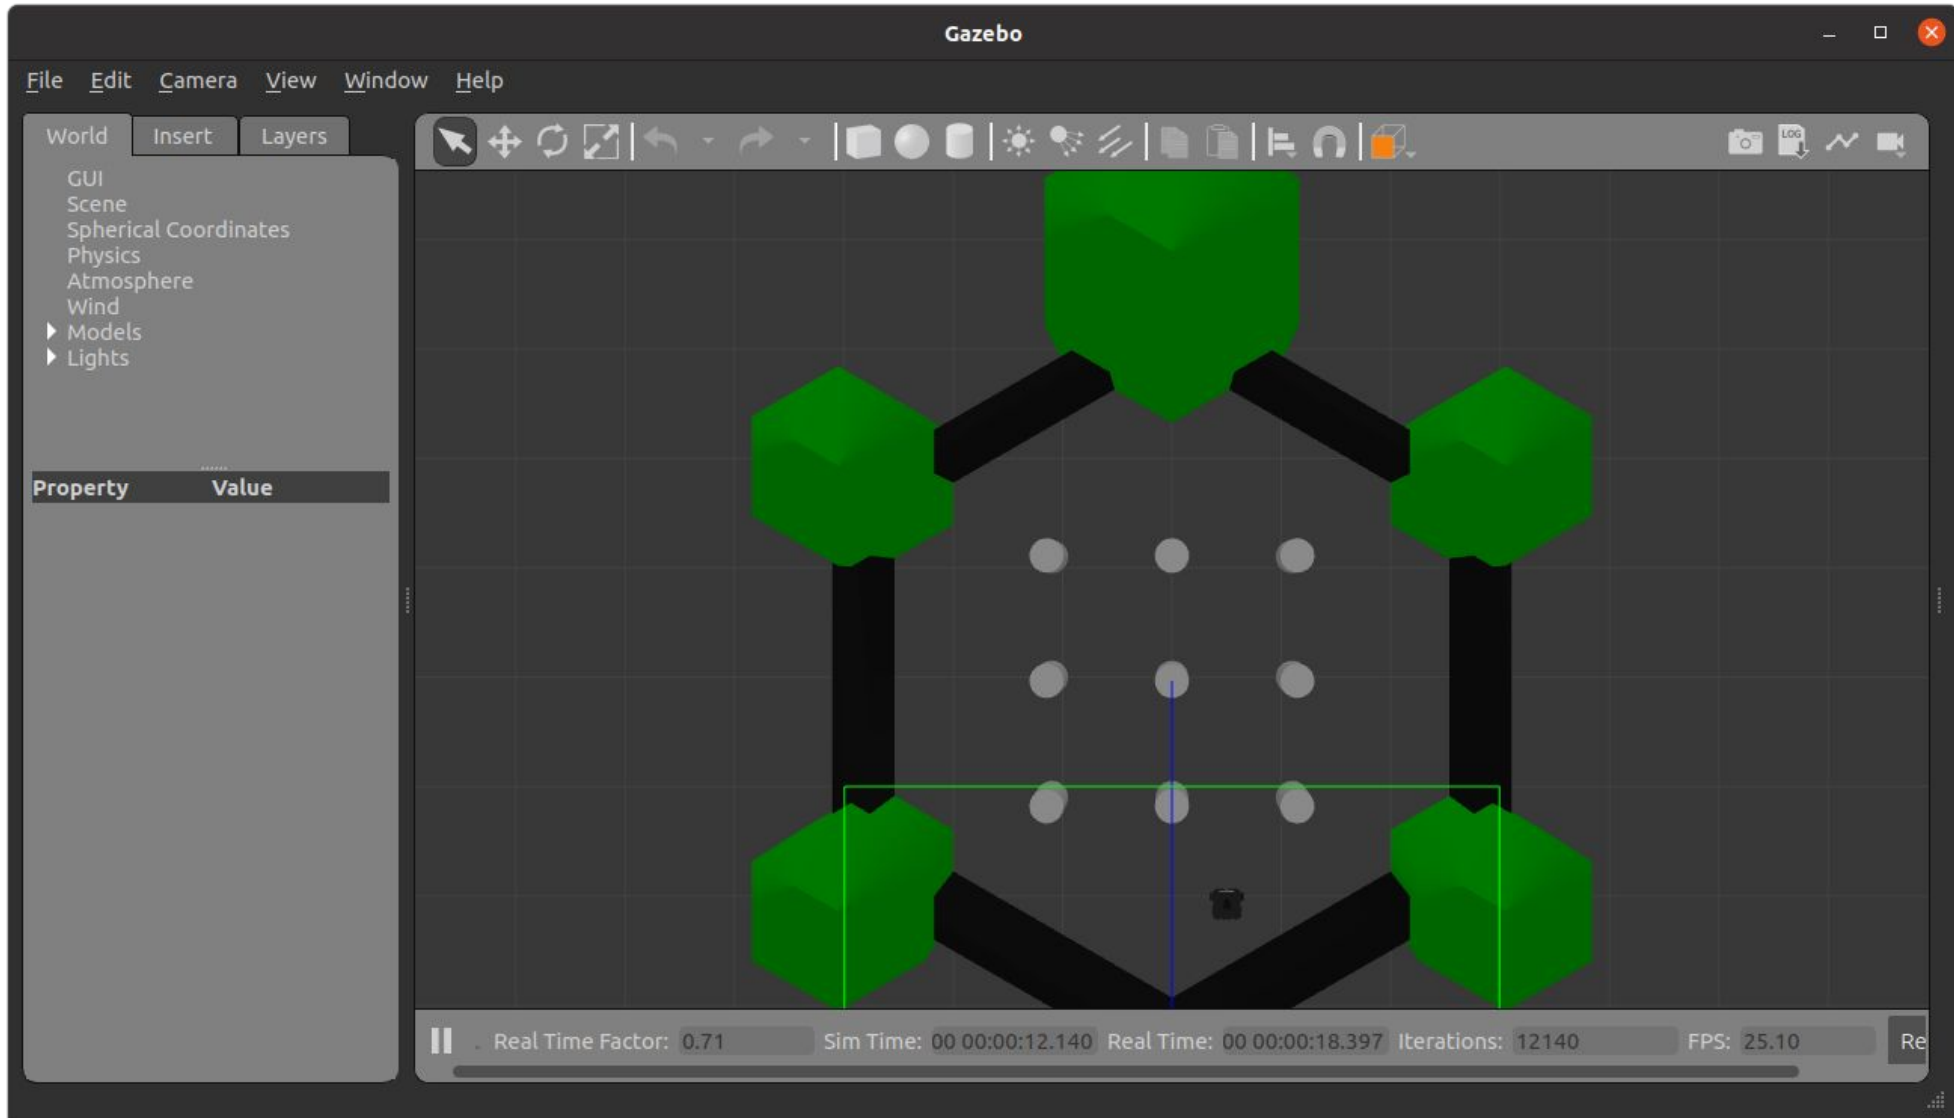 Gazebo
File Edit Camera View Window Help
World Insert Layers
LOG
GUI
Scene
Spherical Coordinates
Physics
Atmosphere
Wind
Models
Lights
Property Value
Real Time Factor: 0.71 Sim Time: 00 00:00:12.140 Real Time: 00 00:00:18.397 Iterations: 12140 FPS: 25.10 Re